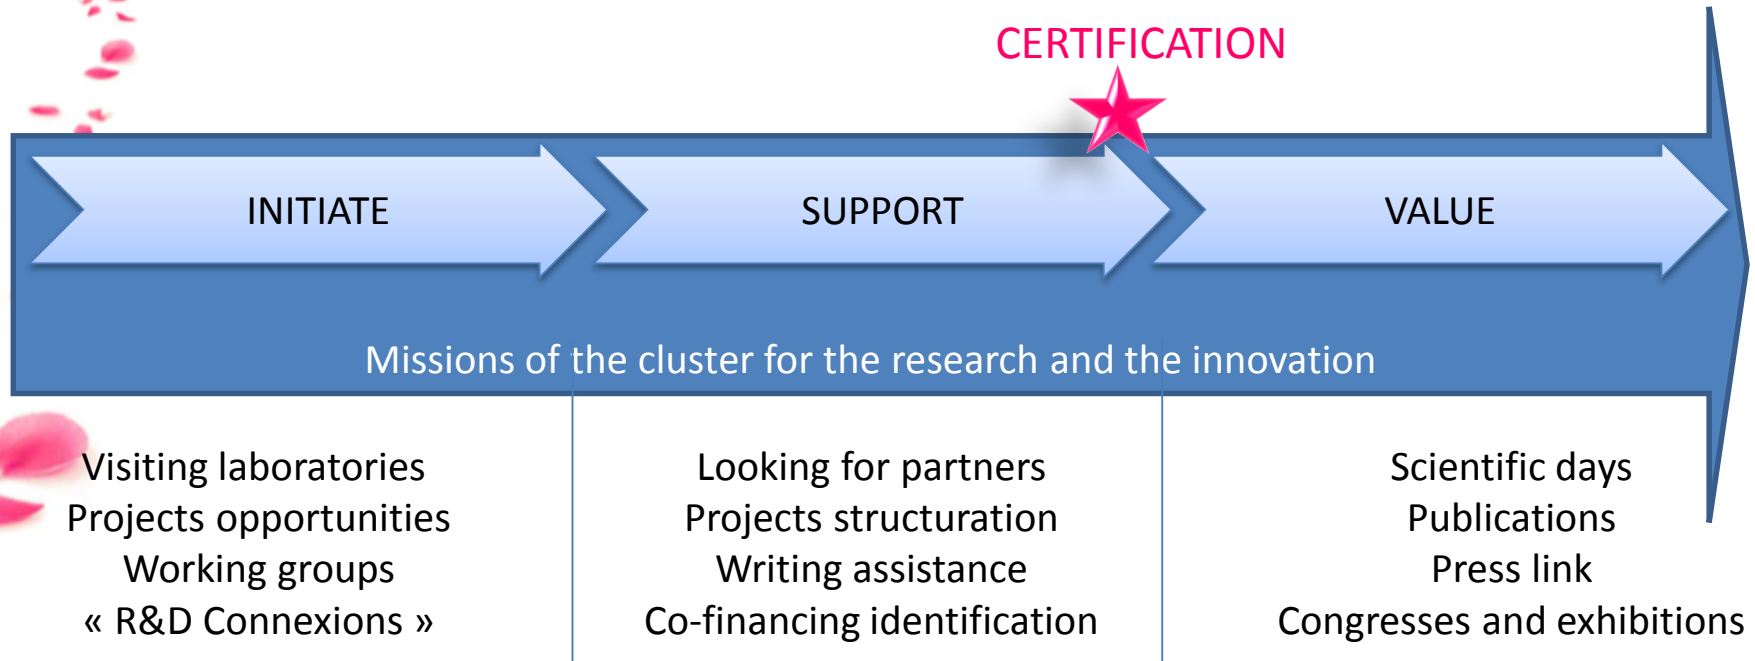 CERTIFICATION
INITIATE
SUPPORT
VALUE
Missions of the cluster for the research and the innovation
Visiting laboratories
Projects opportunities
Working groups
« R&D Connexions »
Looking for partners
Projects structuration
Writing assistance
Co-financing identification
Scientific days
Publications
Press link
Congresses and exhibitions